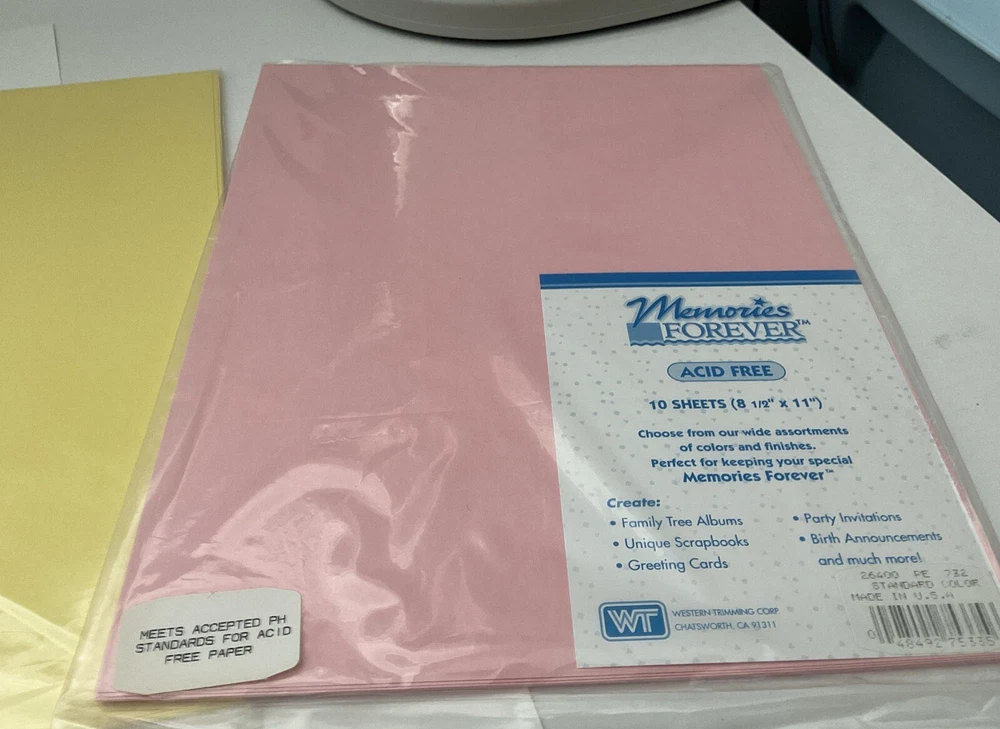 Memories
FOREVER™
ACID FREE
10 SHEETS (8 1/2" x 11")
Choose from our wide assortments
of colors and finishes.
Perfect for keeping your special
Memories Forever™
Create:
• Family Tree Albums
• Unique Scrapbooks
• Greeting Cards
• Party Invitations
• Birth Announcements
and much more!
26400 PE 732
STANDARD COLOR
MADE IN U.S.A
0 48492 75335
WT
WESTERN TRIMMING CORP.
CHATSWORTH, CA 91311
MEETS ACCEPTED PH
STANDARDS FOR ACID
FREE PAPER